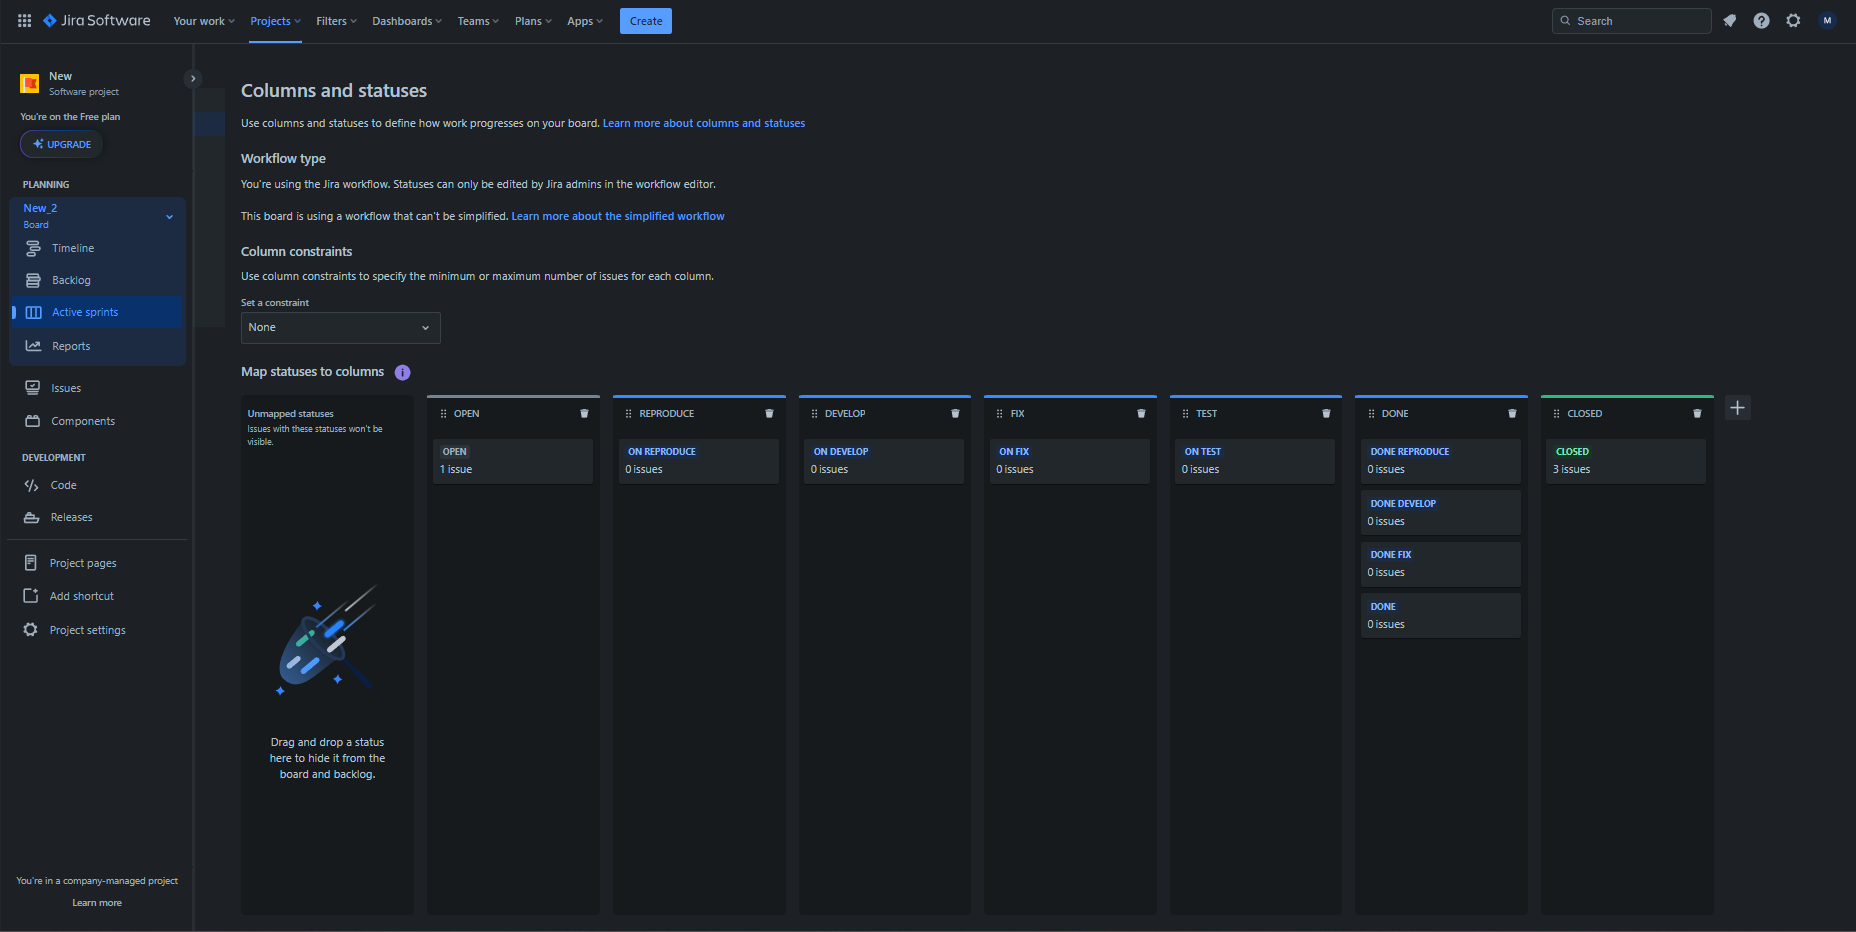 Jira Software
Your work
Projects
Filters
Dashboards
Teams
Plans
Apps
Create
Search
M
New
Software project
You're on the Free plan
UPGRADE
PLANNING
New_2
Board
Timeline
Backlog
Active sprints
Reports
Issues
Components
DEVELOPMENT
Code
Releases
Project pages
Add shortcut
Project settings
You're in a company-managed project
Learn more
Columns and statuses
Use columns and statuses to define how work progresses on your board. Learn more about columns and statuses
Workflow type
You're using the Jira workflow. Statuses can only be edited by Jira admins in the workflow editor.
This board is using a workflow that can't be simplified. Learn more about the simplified workflow
Column constraints
Use column constraints to specify the minimum or maximum number of issues for each column.
Set a constraint
None
Map statuses to columns
Unmapped statuses
Issues with these statuses won't be
visible.
Drag and drop a status
here to hide it from the
board and backlog.
OPEN
OPEN
1 issue
REPRODUCE
ON REPRODUCE
0 issues
DEVELOP
ON DEVELOP
0 issues
FIX
ON FIX
0 issues
TEST
ON TEST
0 issues
DONE
DONE REPRODUCE
0 issues
DONE DEVELOP
0 issues
DONE FIX
0 issues
DONE
0 issues
CLOSED
CLOSED
3 issues